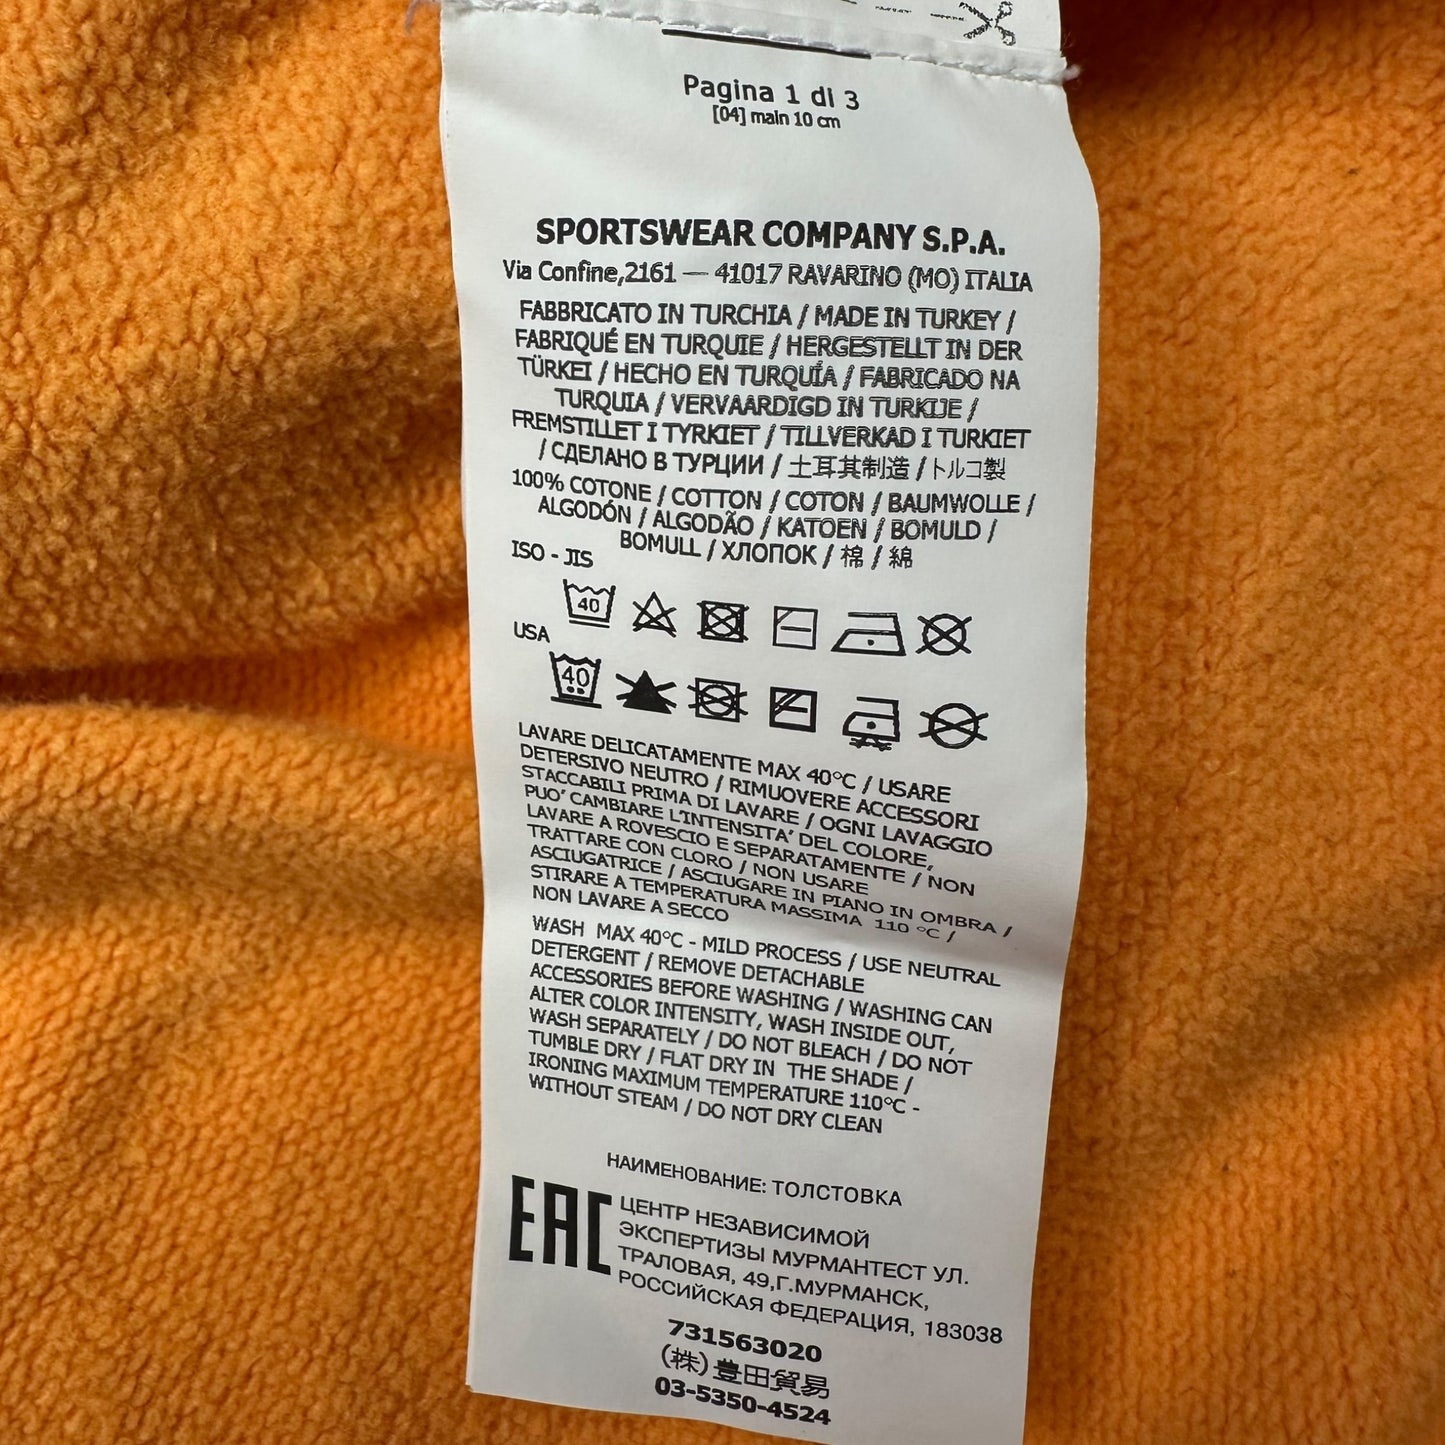 Pagina 1 di 3
[04] main 10 cm
SPORTSWEAR COMPANY S.P.A.
Via Confine,2161 — 41017 RAVARINO (MO) ITALIA
FABBRICATO IN TURCHIA / MADE IN TURKEY /
FABRIQUÉ EN TURQUIE / HERGESTELLT IN DER
TÜRKEI / HECHO EN TURQUÍA / FABRICADO NA
TURQUIA / VERVAARDIGD IN TURKIJE /
FREMSTILLET I TYRKIET / TILLVERKAD I TURKIET
/ СДЕЛАНО В ТУРЦИИ / 土耳其制造 / トルコ製
100% COTONE / COTTON / COTON / BAUMWOLLE /
ALGODÓN / ALGODÃO / KATOEN / BOMULD /
BOMULL / ХЛОПОК / 棉 / 綿
ISO - JIS
40
USA
40
LAVARE DELICATAMENTE MAX 40°C / USARE
DETERSIVO NEUTRO / RIMUOVERE ACCESSORI
STACCABILI PRIMA DI LAVARE / OGNI LAVAGGIO
PUO' CAMBIARE L'INTENSITA' DEL COLORE,
LAVARE A ROVESCIO E SEPARATAMENTE / NON
TRATTARE CON CLORO / NON USARE
ASCIUGATRICE / ASCIUGARE IN PIANO IN OMBRA /
STIRARE A TEMPERATURA MASSIMA 110 °C /
NON LAVARE A SECCO
WASH MAX 40°C - MILD PROCESS / USE NEUTRAL
DETERGENT / REMOVE DETACHABLE
ACCESSORIES BEFORE WASHING / WASHING CAN
ALTER COLOR INTENSITY, WASH INSIDE OUT,
WASH SEPARATELY / DO NOT BLEACH / DO NOT
TUMBLE DRY / FLAT DRY IN THE SHADE /
IRONING MAXIMUM TEMPERATURE 110°C -
WITHOUT STEAM / DO NOT DRY CLEAN
НАИМЕНОВАНИЕ: ТОЛСТОВКА
EAC
ЦЕНТР НЕЗАВИСИМОЙ
ЭКСПЕРТИЗЫ МУРМАНТЕСТ УЛ.
ТРАЛОВАЯ, 49,Г.МУРМАНСК,
РОССИЙСКАЯ ФЕДЕРАЦИЯ, 183038
731563020
(株)豊田貿易
03-5350-4524